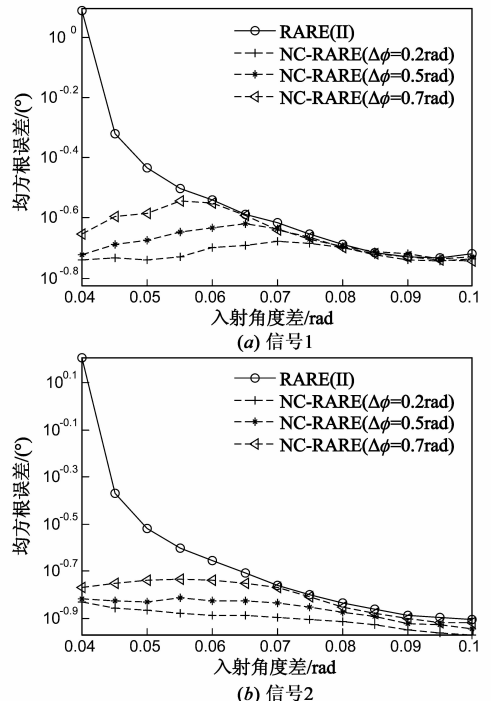 10⁰
10⁻⁰·²
10⁻⁰·⁴
10⁻⁰·⁶
10⁻⁰·⁸
均方根误差/(°)
RARE(II)
NC-RARE(Δϕ=0.2rad)
NC-RARE(Δϕ=0.5rad)
NC-RARE(Δϕ=0.7rad)
0.04 0.05 0.06 0.07 0.08 0.09 0.1
入射角度差/rad
(a) 信号1
10⁰·¹
10⁻⁰·¹
10⁻⁰·³
10⁻⁰·⁵
10⁻⁰·⁷
10⁻⁰·⁹
均方根误差/(°)
RARE(II)
NC-RARE(Δϕ=0.2rad)
NC-RARE(Δϕ=0.5rad)
NC-RARE(Δϕ=0.7rad)
0.04 0.05 0.06 0.07 0.08 0.09 0.1
入射角度差/rad
(b) 信号2